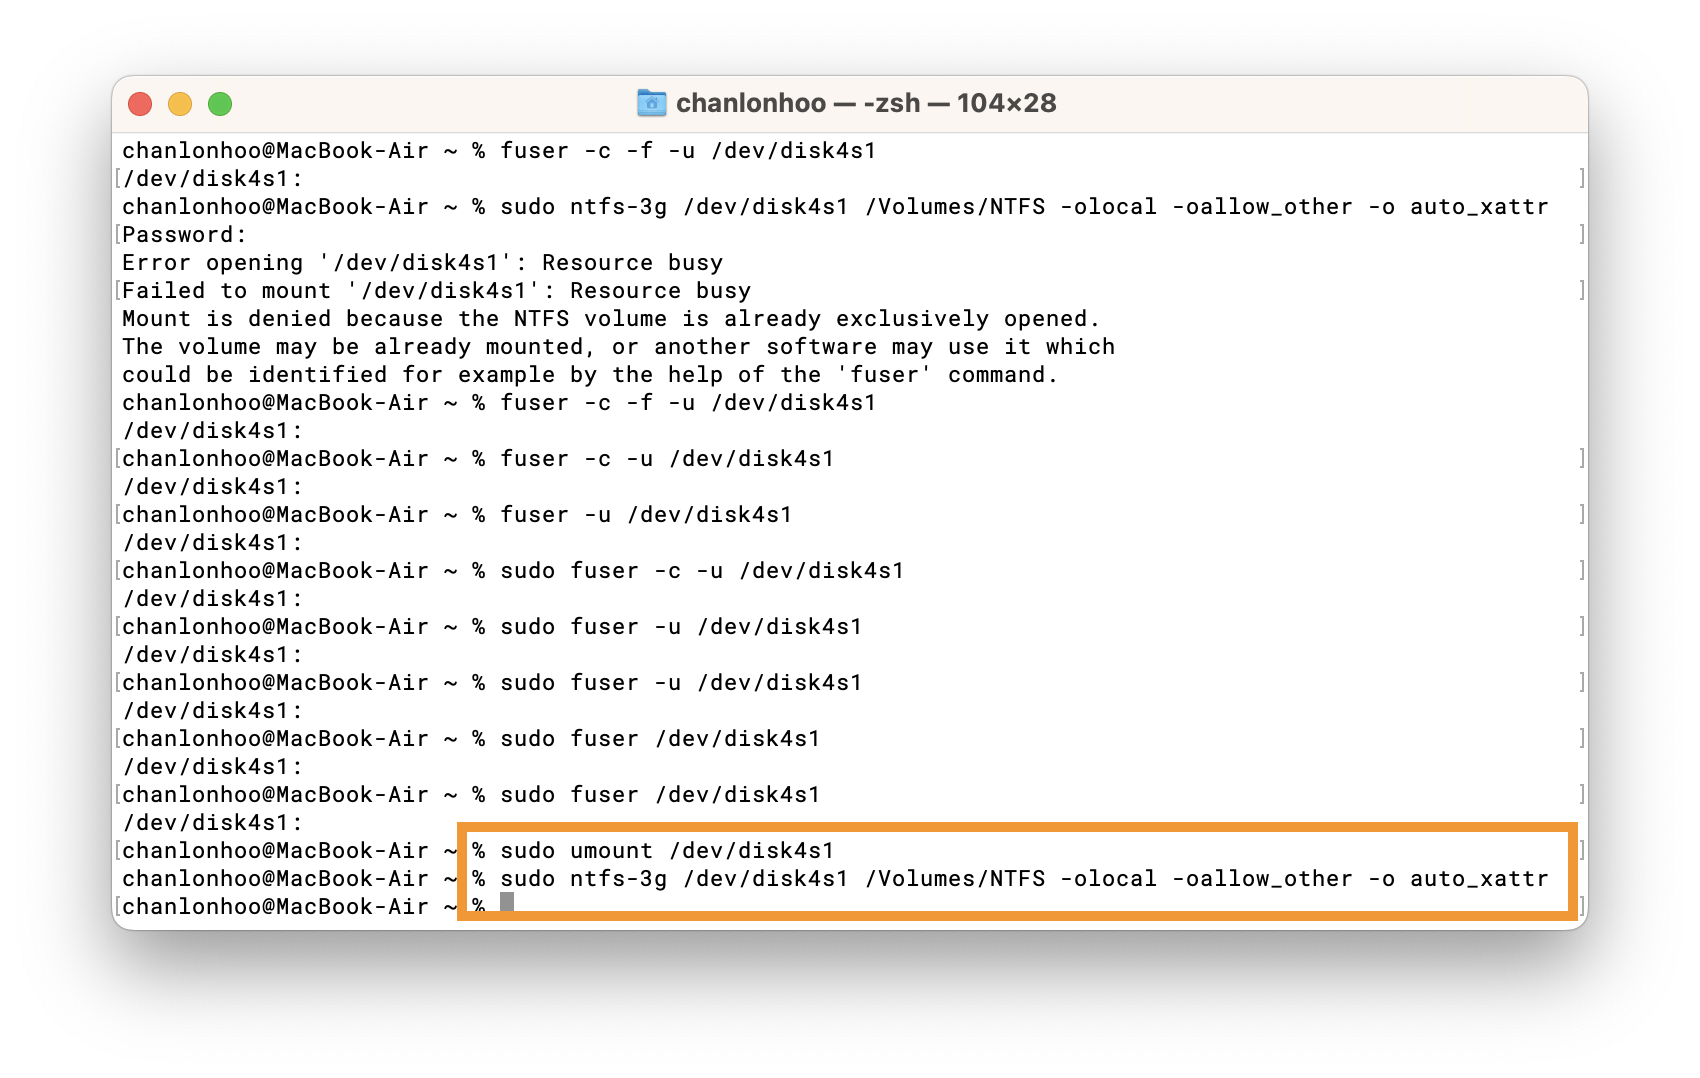 chanlonhoo — -zsh — 104×28
chanlonhoo@MacBook-Air ~ % fuser -c -f -u /dev/disk4s1
[/dev/disk4s1: ]
chanlonhoo@MacBook-Air ~ % sudo ntfs-3g /dev/disk4s1 /Volumes/NTFS -olocal -oallow_other -o auto_xattr
[Password: ]
Error opening '/dev/disk4s1': Resource busy
[Failed to mount '/dev/disk4s1': Resource busy ]
Mount is denied because the NTFS volume is already exclusively opened.
The volume may be already mounted, or another software may use it which
could be identified for example by the help of the 'fuser' command.
chanlonhoo@MacBook-Air ~ % fuser -c -f -u /dev/disk4s1
/dev/disk4s1:
[chanlonhoo@MacBook-Air ~ % fuser -c -u /dev/disk4s1 ]
/dev/disk4s1:
[chanlonhoo@MacBook-Air ~ % fuser -u /dev/disk4s1 ]
/dev/disk4s1:
[chanlonhoo@MacBook-Air ~ % sudo fuser -c -u /dev/disk4s1 ]
/dev/disk4s1:
[chanlonhoo@MacBook-Air ~ % sudo fuser -u /dev/disk4s1 ]
/dev/disk4s1:
[chanlonhoo@MacBook-Air ~ % sudo fuser -u /dev/disk4s1 ]
/dev/disk4s1:
[chanlonhoo@MacBook-Air ~ % sudo fuser /dev/disk4s1 ]
/dev/disk4s1:
[chanlonhoo@MacBook-Air ~ % sudo fuser /dev/disk4s1 ]
/dev/disk4s1:
[chanlonhoo@MacBook-Air ~ % sudo umount /dev/disk4s1 ]
chanlonhoo@MacBook-Air ~ % sudo ntfs-3g /dev/disk4s1 /Volumes/NTFS -olocal -oallow_other -o auto_xattr
[chanlonhoo@MacBook-Air ~ % ]